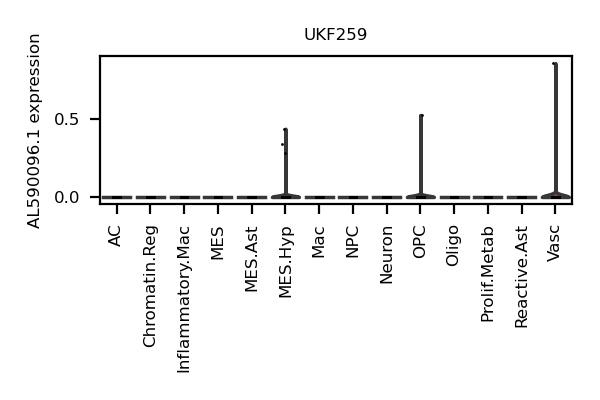 UKF259
AL590096.1 expression
0.5
0.0
AC
Chromatin.Reg
Inflammatory.Mac
MES
MES.Ast
MES.Hyp
Mac
NPC
Neuron
OPC
Oligo
Prolif.Metab
Reactive.Ast
Vasc